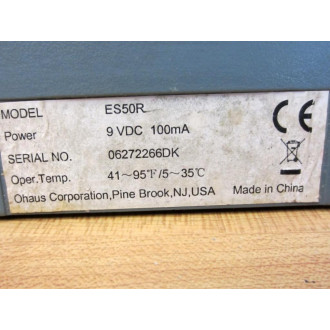 MODEL ES50R
Power 9 VDC 100mA
SERIAL NO. 06272266DK
Oper.Temp. 41~95°F/5~35℃
Ohaus Corporation,Pine Brook,NJ,USA Made in China
CE